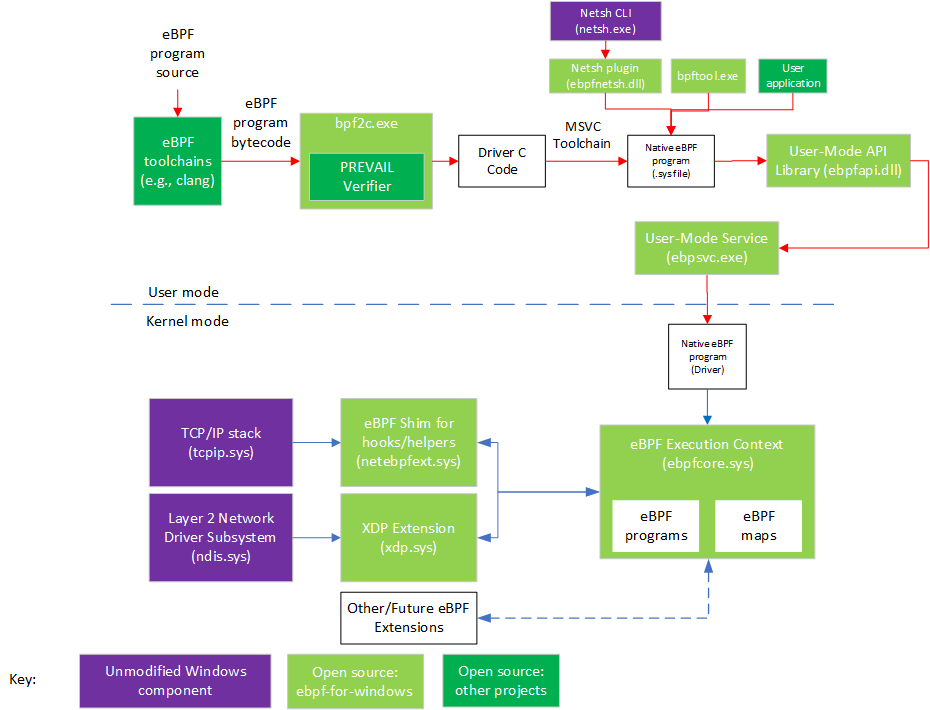 Netsh CLI
(netsh.exe)
eBPF
program
source
Netsh plugin
(ebpfnetsh.dll)
bpftool.exe
User
application
eBPF
toolchains
(e.g., clang)
eBPF
program
bytecode
bpf2c.exe
PREVAIL
Verifier
Driver C
Code
MSVC
Toolchain
Native eBPF
program
(.sys file)
User-Mode API
Library (ebpfapi.dll)
User-Mode Service
(ebpsvc.exe)
User mode
Kernel mode
Native eBPF
program
(Driver)
TCP/IP stack
(tcpip.sys)
eBPF Shim for
hooks/helpers
(netebpfext.sys)
eBPF Execution Context
(ebpfcore.sys)
eBPF
programs
eBPF
maps
Layer 2 Network
Driver Subsystem
(ndis.sys)
XDP Extension
(xdp.sys)
Other/Future eBPF
Extensions
Key:
Unmodified Windows
component
Open source:
ebpf-for-windows
Open source:
other projects